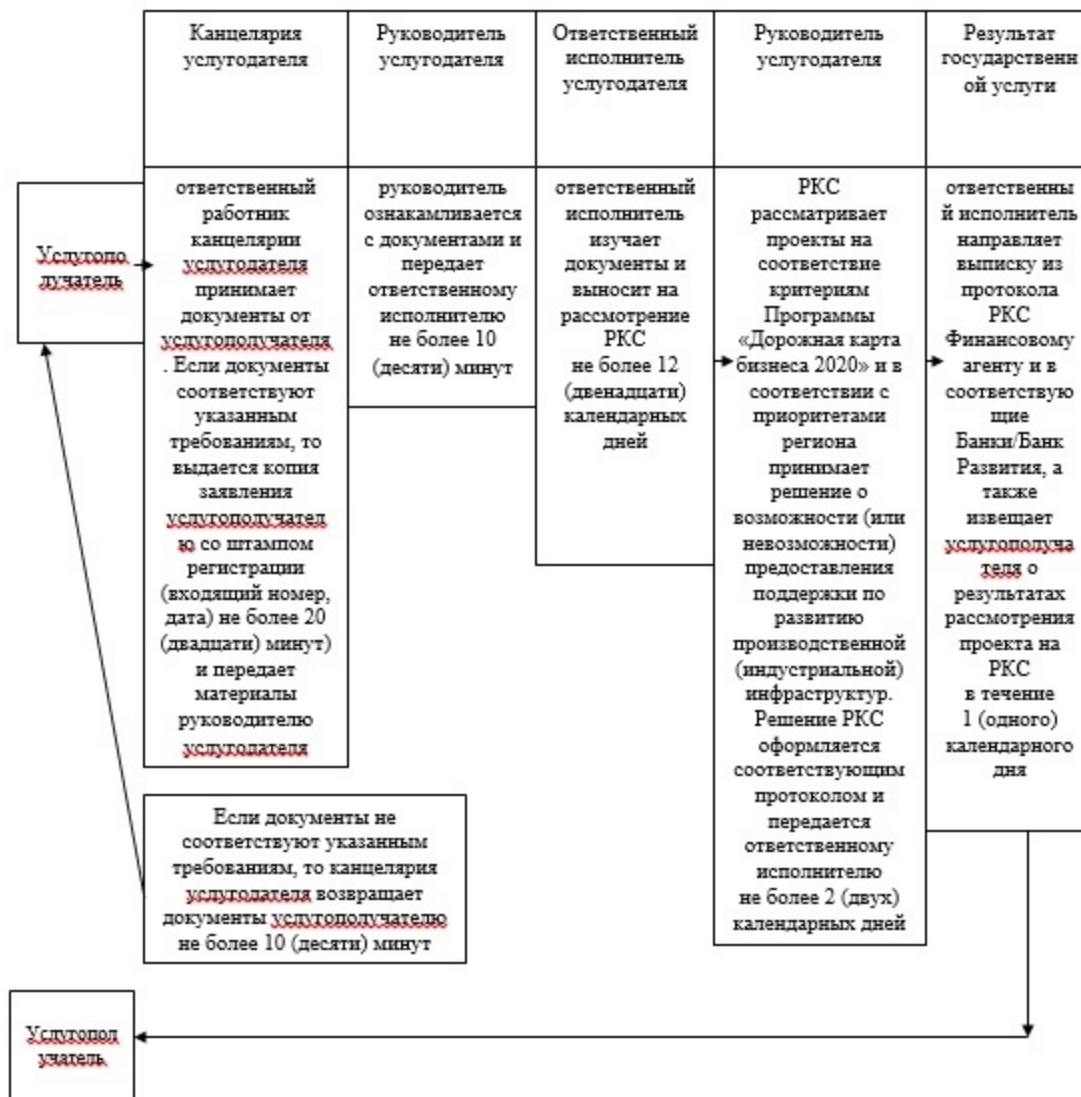 Канцелярия
услугодателя
Руководитель
услугодателя
Ответственный
исполнитель
услугодателя
Руководитель
услугодателя
Результат
государственн
ой услуги
Услугопо
лучатель
ответственный
работник
канцелярии
услугодателя
принимает
документы от
услугополучателя
. Если документы
соответствуют
указанным
требованиям, то
выдается копия
заявления
услугополучател
ю со штампом
регистрации
(входящий номер,
дата) не более 20
(двадцати) минут)
и передает
материалы
руководителю
услугодателя
руководитель
ознакамливается
с документами и
передает
ответственному
исполнителю
не более 10
(десяти) минут
ответственный
исполнитель
изучает
документы и
выносит на
рассмотрение
РКС
не более 12
(двенадцати)
календарных
дней
РКС
рассматривает
проекты на
соответствие
критериям
Программы
«Дорожная карта
бизнеса 2020» и в
соответствии с
приоритетами
региона
принимает
решение о
возможности (или
невозможности)
предоставления
поддержки по
развитию
производственной
(индустриальной)
инфраструктур.
Решение РКС
оформляется
соответствующим
протоколом и
передается
ответственному
исполнителю
не более 2 (двух)
календарных дней
ответственны
й исполнитель
направляет
выписку из
протокола
РКС
Финансовому
агенту и в
соответствую
щие
Банки/Банк
Развития, а
также
извещает
услугополуча
теля о
результатах
рассмотрения
проекта на
РКС
в течение
1 (одного)
календарного
дня
Если документы не
соответствуют указанным
требованиям, то канцелярия
услугодателя возвращает
документы услугополучателю
не более 10 (десяти) минут
Услугопол
учатель